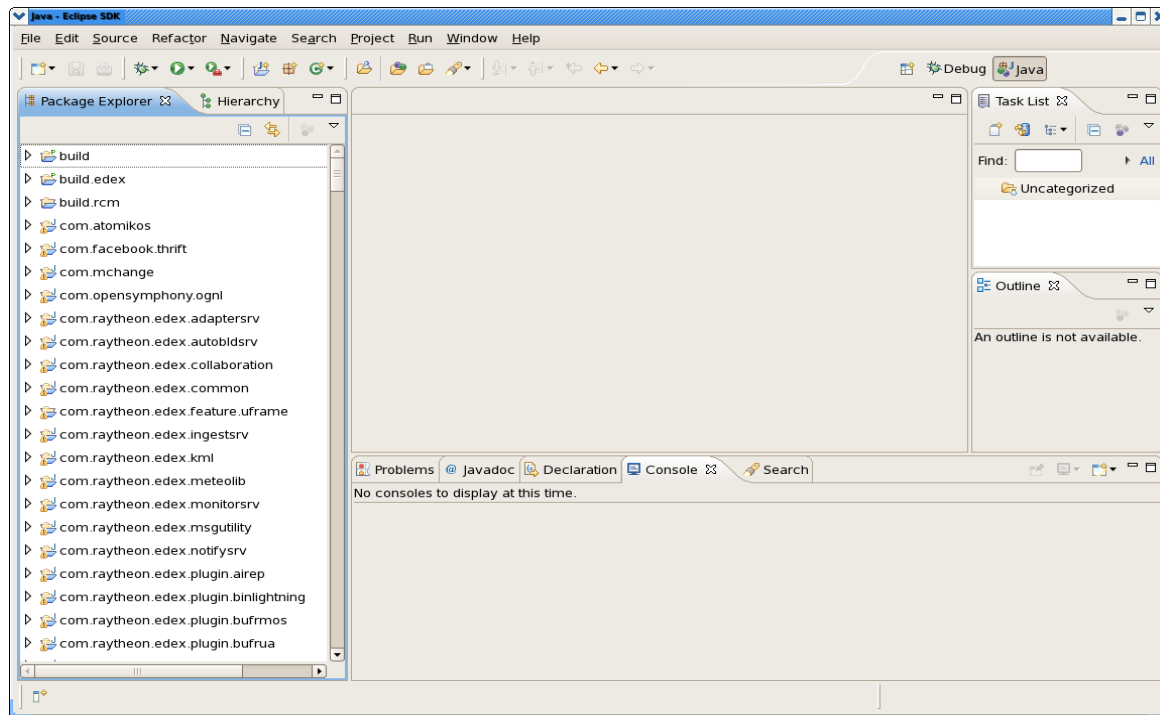 Java - Eclipse SDK
File Edit Source Refactor Navigate Search Project Run Window Help
Debug Java
Package Explorer Hierarchy
build
build.edex
build.rcm
com.atomikos
com.facebook.thrift
com.mchange
com.opensymphony.ognl
com.raytheon.edex.adaptersrv
com.raytheon.edex.autobldsrv
com.raytheon.edex.collaboration
com.raytheon.edex.common
com.raytheon.edex.feature.uframe
com.raytheon.edex.ingestsrv
com.raytheon.edex.kml
com.raytheon.edex.meteolib
com.raytheon.edex.monitorsrv
com.raytheon.edex.msgutility
com.raytheon.edex.notifysrv
com.raytheon.edex.plugin.airep
com.raytheon.edex.plugin.binlightning
com.raytheon.edex.plugin.bufrmos
com.raytheon.edex.plugin.bufrua
Problems @ Javadoc Declaration Console Search
No consoles to display at this time.
Task List
Find: All
Uncategorized
Outline
An outline is not available.